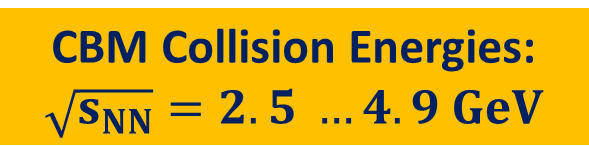 CBM Collision Energies:
√sNN = 2.5 ... 4.9 GeV